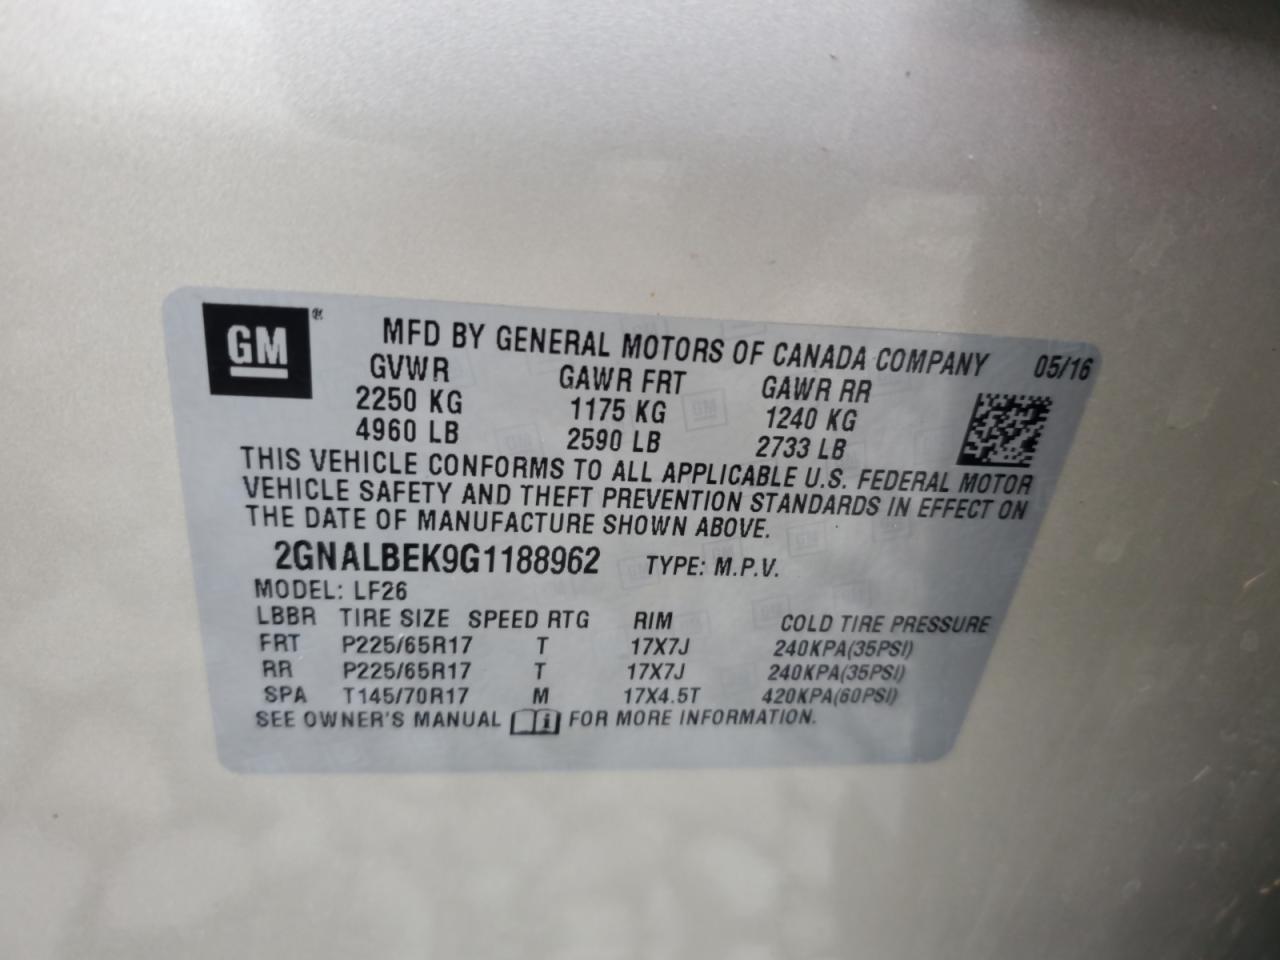 GM ®
MFD BY GENERAL MOTORS OF CANADA COMPANY 05/16
GVWR GAWR FRT GAWR RR
2250 KG 1175 KG 1240 KG
4960 LB 2590 LB 2733 LB
THIS VEHICLE CONFORMS TO ALL APPLICABLE U.S. FEDERAL MOTOR
VEHICLE SAFETY AND THEFT PREVENTION STANDARDS IN EFFECT ON
THE DATE OF MANUFACTURE SHOWN ABOVE.
2GNALBEK9G1188962 TYPE: M.P.V.
MODEL: LF26
LBBR TIRE SIZE SPEED RTG RIM COLD TIRE PRESSURE
FRT P225/65R17 T 17X7J 240KPA(35PSI)
RR P225/65R17 T 17X7J 240KPA(35PSI)
SPA T145/70R17 M 17X4.5T 420KPA(60PSI)
SEE OWNER'S MANUAL i FOR MORE INFORMATION.